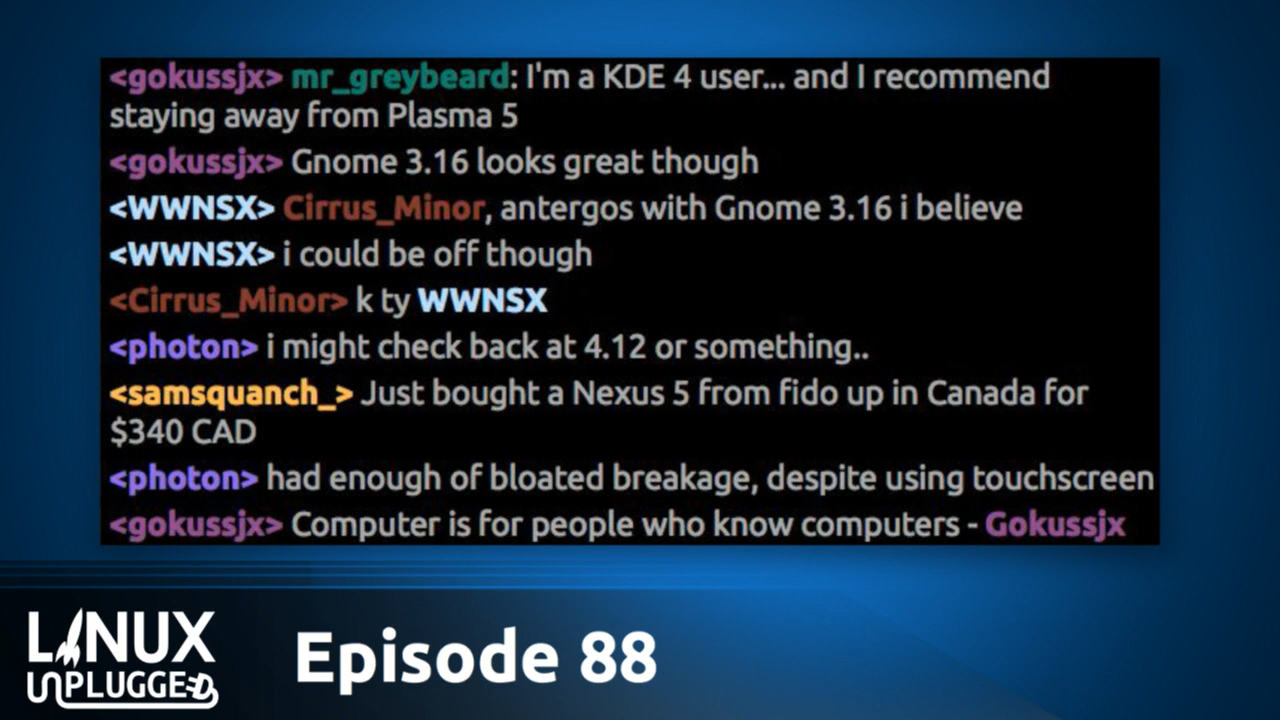 <gokussjx> mr_greybeard: I'm a KDE 4 user... and I recommend
staying away from Plasma 5
<gokussjx> Gnome 3.16 looks great though
<WWNSX> Cirrus_Minor, antergos with Gnome 3.16 i believe
<WWNSX> i could be off though
<Cirrus_Minor> k ty WWNSX
<photon> i might check back at 4.12 or something..
<samsquanch_> Just bought a Nexus 5 from fido up in Canada for
$340 CAD
<photon> had enough of bloated breakage, despite using touchscreen
<gokussjx> Computer is for people who know computers - Gokussjx
LINUX
UNPLUGGED
Episode 88